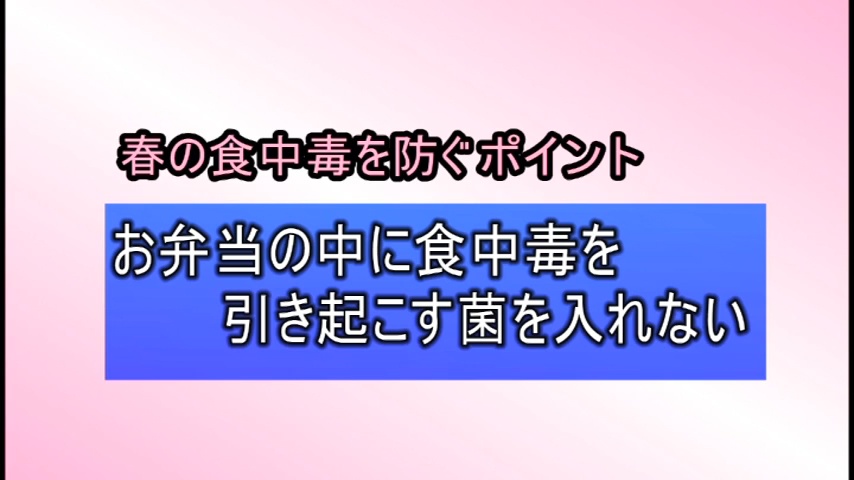 春の食中毒を防ぐポイント
お弁当の中に食中毒を
引き起こす菌を入れない